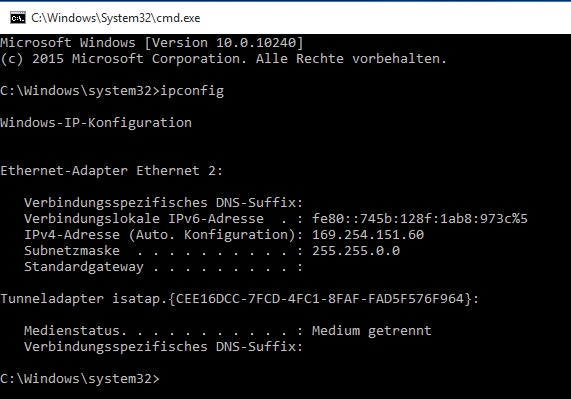 C:\Windows\System32\cmd.exe
Microsoft Windows [Version 10.0.10240]
(c) 2015 Microsoft Corporation. Alle Rechte vorbehalten.
C:\Windows\system32>ipconfig
Windows-IP-Konfiguration
Ethernet-Adapter Ethernet 2:
Verbindungsspezifisches DNS-Suffix:
Verbindungslokale IPv6-Adresse  . : fe80::745b:128f:1ab8:973c%5
IPv4-Adresse (Auto. Konfiguration): 169.254.151.60
Subnetzmaske  . . . . . . . . . . : 255.255.0.0
Standardgateway . . . . . . . . . :
Tunneladapter isatap.{CEE16DCC-7FCD-4FC1-8FAF-FAD5F576F964}:
Medienstatus. . . . . . . . . . . : Medium getrennt
Verbindungsspezifisches DNS-Suffix:
C:\Windows\system32>